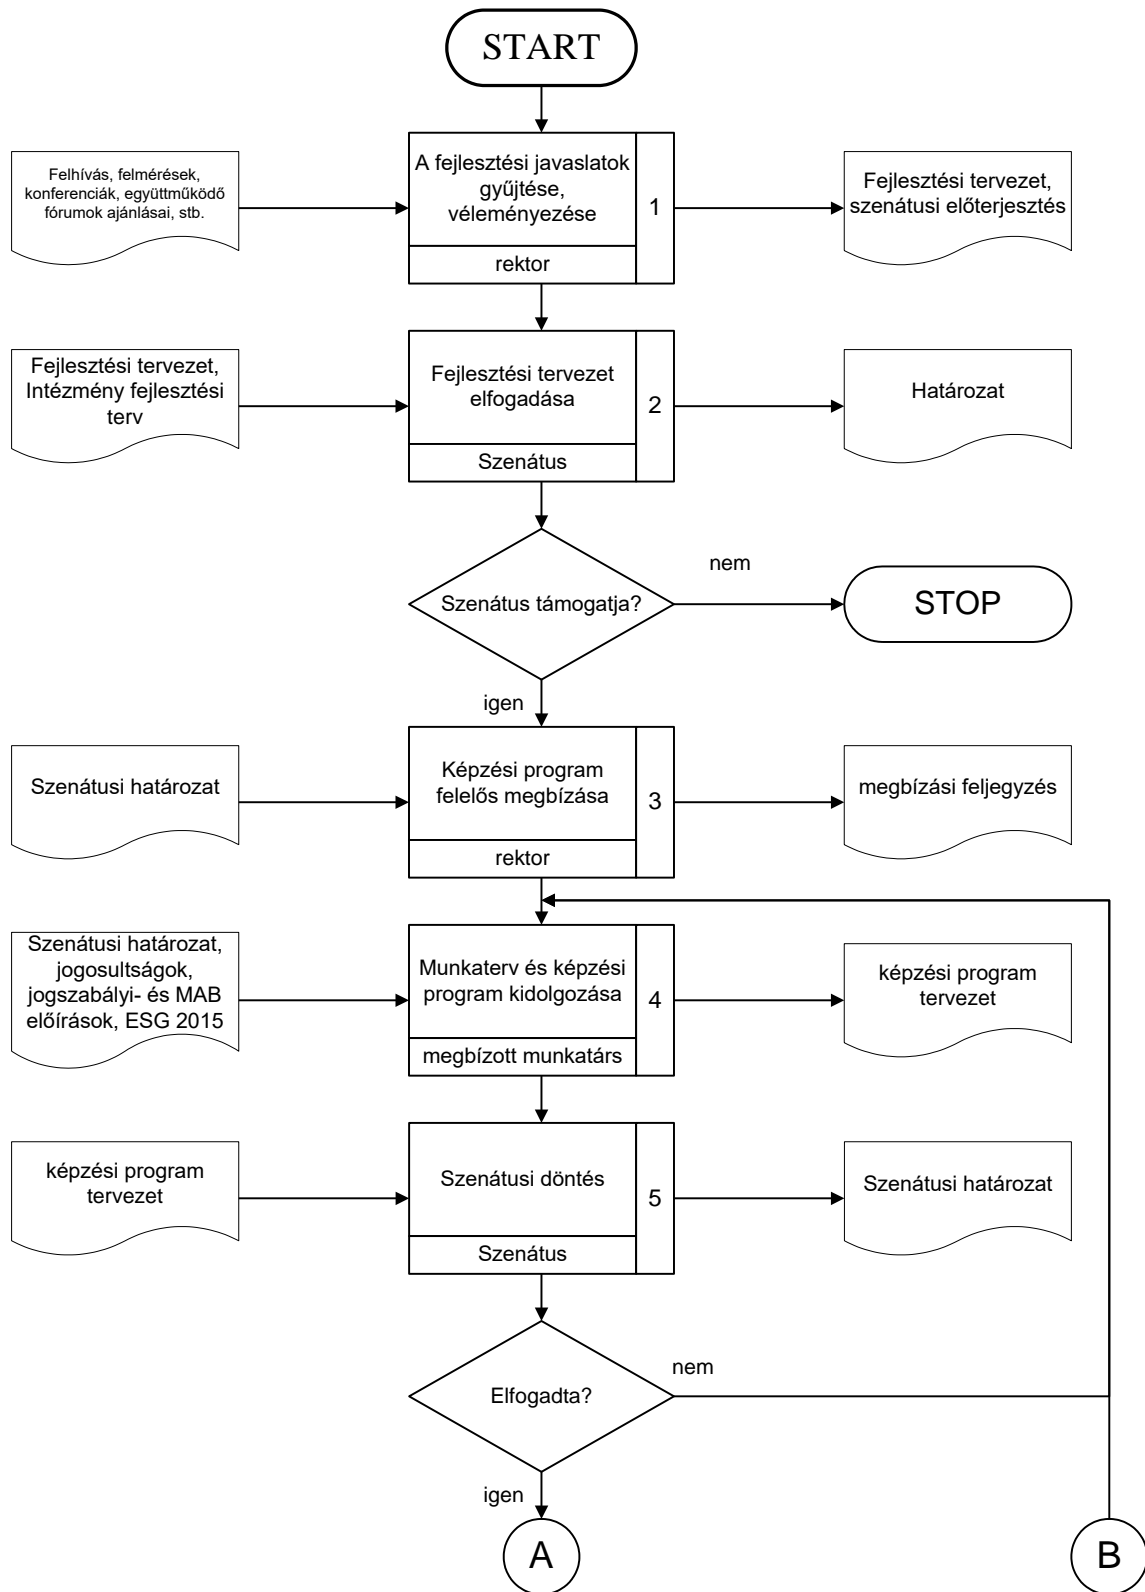 START
Felhívás, felmérések,
konferenciák, együttműködő
fórumok ajánlásai, stb.
A fejlesztési javaslatok
gyűjtése,
véleményezése
1
rektor
Fejlesztési tervezet,
szenátusi előterjesztés
Fejlesztési tervezet,
Intézmény fejlesztési
terv
Fejlesztési tervezet
elfogadása
2
Szenátus
Határozat
Szenátus támogatja?
nem
STOP
igen
Szenátusi határozat
Képzési program
felelős megbízása
3
rektor
megbízási feljegyzés
Szenátusi határozat,
jogosultságok,
jogszabályi- és MAB
előírások, ESG 2015
Munkaterv és képzési
program kidolgozása
4
megbízott munkatárs
képzési program
tervezet
képzési program
tervezet
Szenátusi döntés
5
Szenátus
Szenátusi határozat
Elfogadta?
nem
igen
A
B